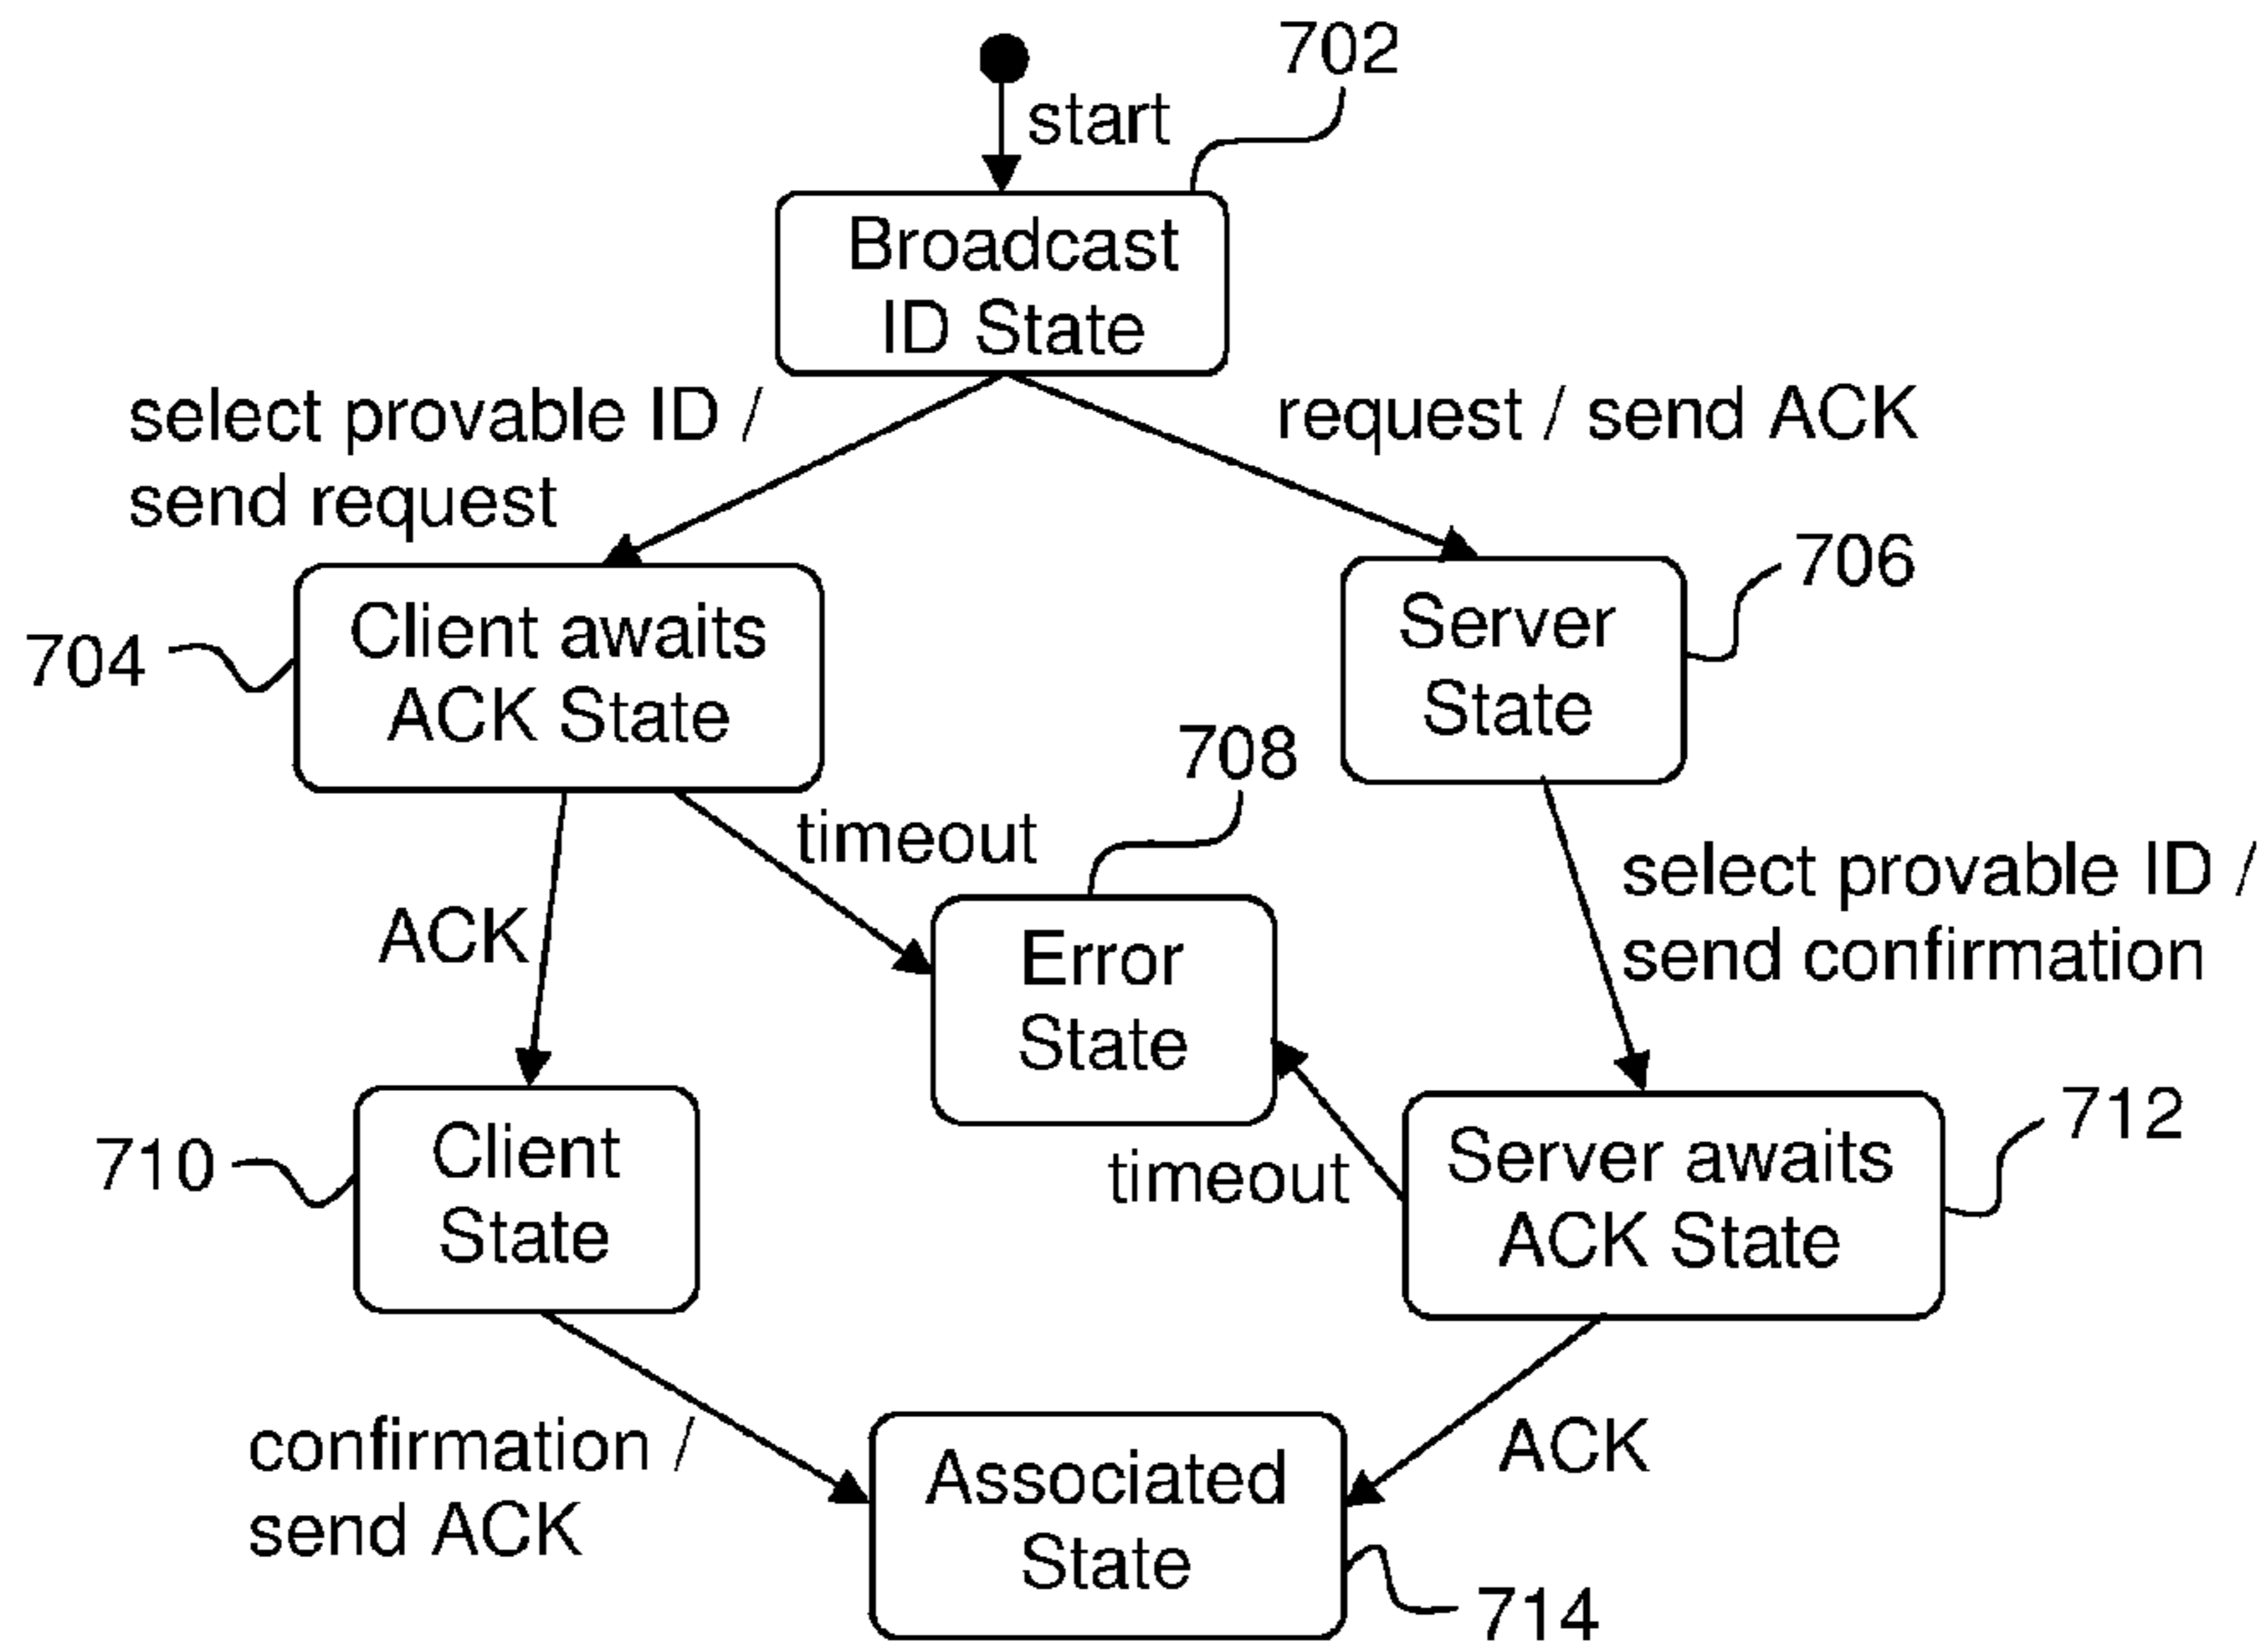 702
start
Broadcast
ID State
select provable ID /
send request
request / send ACK
706
Client awaits
ACK State
704
Server
State
708
timeout
select provable ID /
send confirmation
ACK
Error
State
712
Client
State
710
timeout
Server awaits
ACK State
confirmation /
send ACK
ACK
Associated
State
714